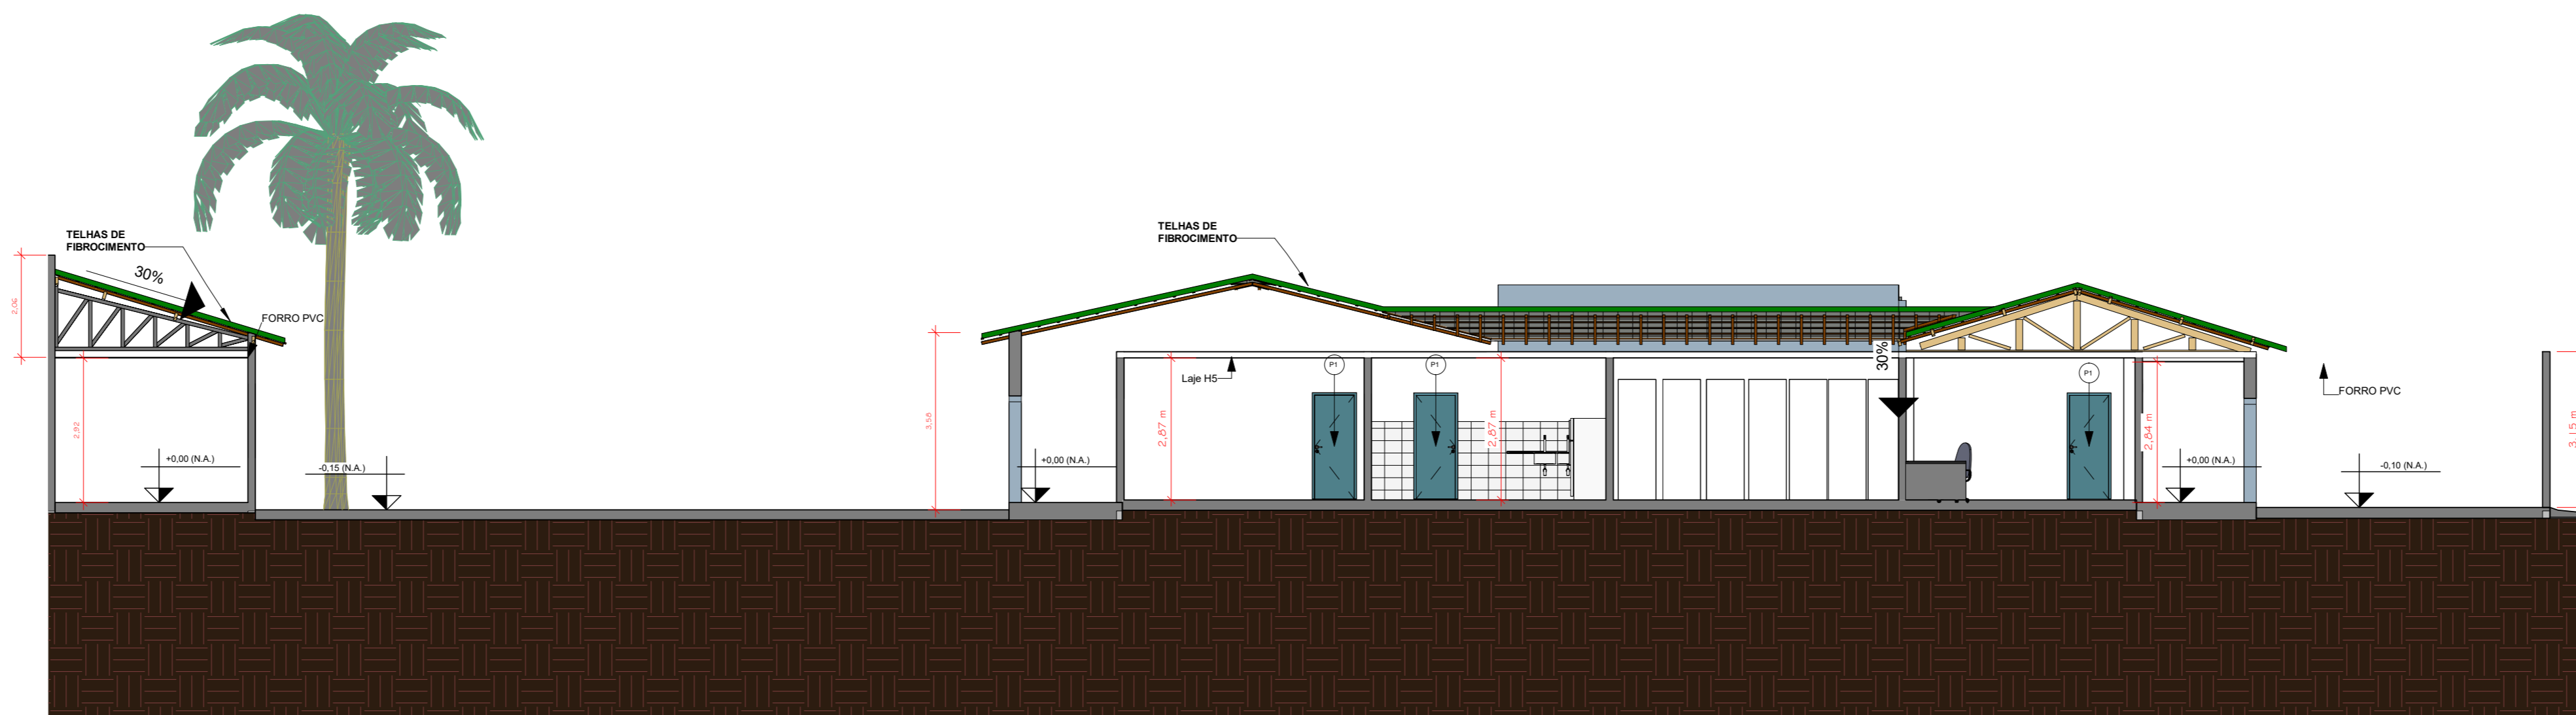 TELHAS DE
FIBROCIMENTO
30%
FORRO PVC
2,06
2,92
+0,00 (N.A.)
-0,15 (N.A.)
TELHAS DE
FIBROCIMENTO
3,58
+0,00 (N.A.)
Laje H5
2,87 m
P1
P1
2,87 m
30%
P1
2,84 m
+0,00 (N.A.)
FORRO PVC
-0,10 (N.A.)
3,15 m